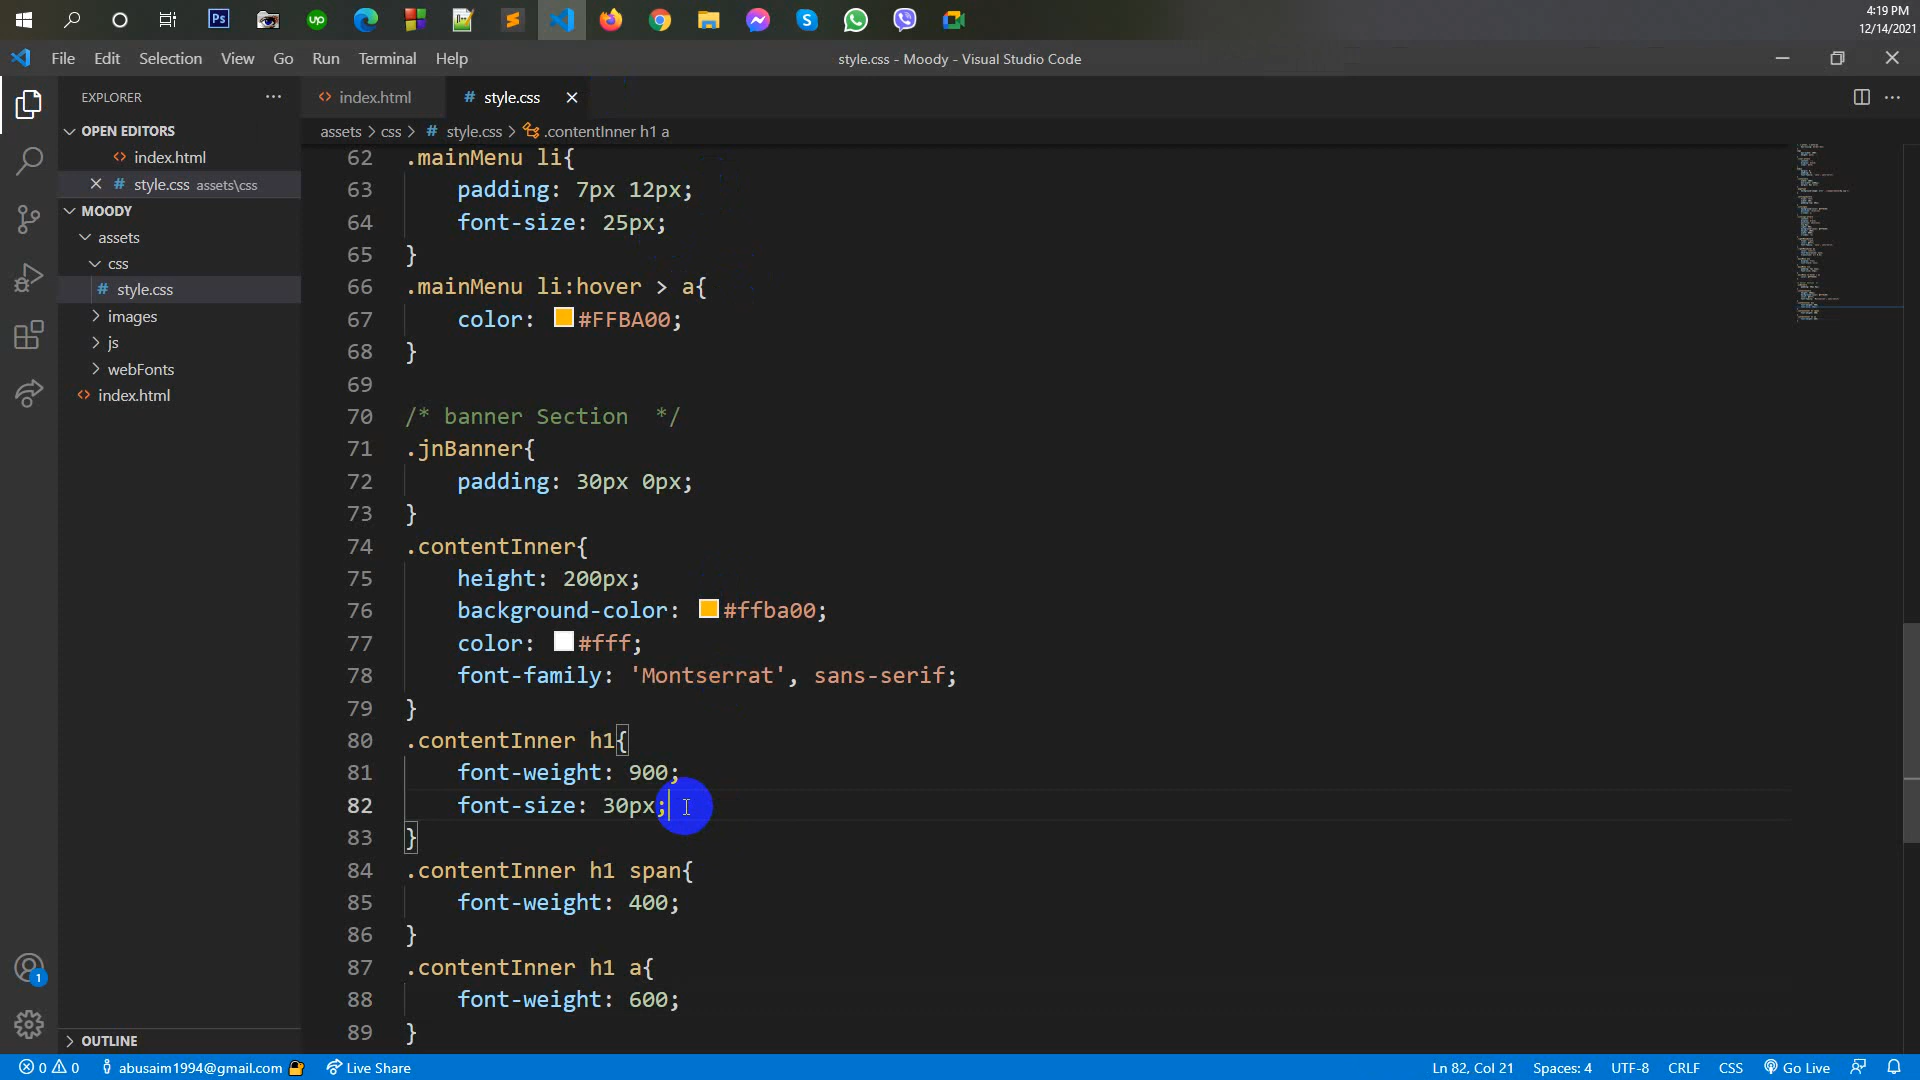 Ps
up
4:19 PM
12/14/2021
File Edit Selection View Go Run Terminal Help
style.css - Moody - Visual Studio Code
EXPLORER
index.html
# style.css
OPEN EDITORS
assets > css > # style.css > .contentInner h1 a
index.html
# style.css assets\css
MOODY
assets
css
# style.css
images
js
webFonts
index.html
62 .mainMenu li{
63 padding: 7px 12px;
64 font-size: 25px;
65 }
66 .mainMenu li:hover > a{
67 color: #FFBA00;
68 }
69
70 /* banner Section  */
71 .jnBanner{
72 padding: 30px 0px;
73 }
74 .contentInner{
75 height: 200px;
76 background-color: #ffba00;
77 color: #fff;
78 font-family: 'Montserrat', sans-serif;
79 }
80 .contentInner h1{
81 font-weight: 900;
82 font-size: 30px;
83 }
84 .contentInner h1 span{
85 font-weight: 400;
86 }
87 .contentInner h1 a{
88 font-weight: 600;
89 }
1
OUTLINE
0 0 abusaim1994@gmail.com Live Share
Ln 82, Col 21 Spaces: 4 UTF-8 CRLF CSS Go Live